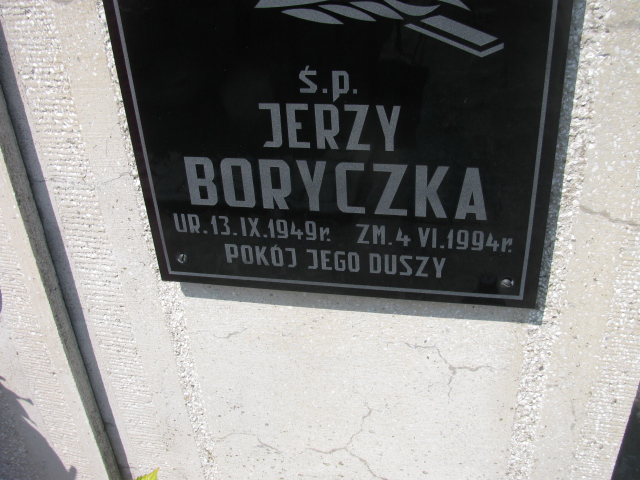 Ś.p.
JERZY
BORYCZKA
UR. 13.IX.1949r. ZM. 4 VI.1994r.
POKÓJ JEGO DUSZY